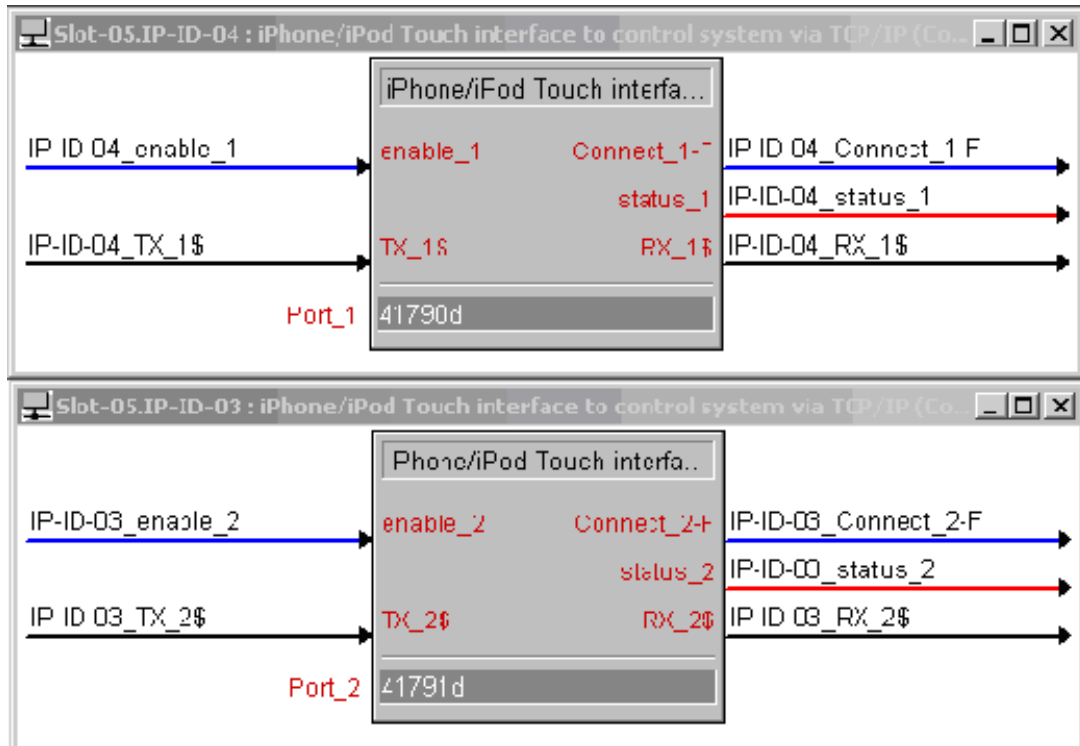 Slot-05.IP-ID-04 : iPhone/iPod Touch interface to control system via TCP/IP (Co...
iPhone/iFod Touch interfa...
IP ID 04_enable_1
enable_1
Connect_1-F
IP ID 04_Connect_1 F
status_1
IP-ID-04_status_1
IP-ID-04_TX_1$
TX_1$
RX_1$
IP-ID-04_RX_1$
Port_1
41790d
Slot-05.IP-ID-03 : iPhone/iPod Touch interface to control system via TCP/IP (Co...
Phone/iPod Touch interfa..
IP-ID-03_enable_2
enable_2
Connect_2-F
IP-ID-03_Connect_2-F
status_2
IP-ID-03_status_2
IP ID 03_TX_2$
TX_2$
RX_2$
IP ID 03_RX_2$
Port_2
41791d